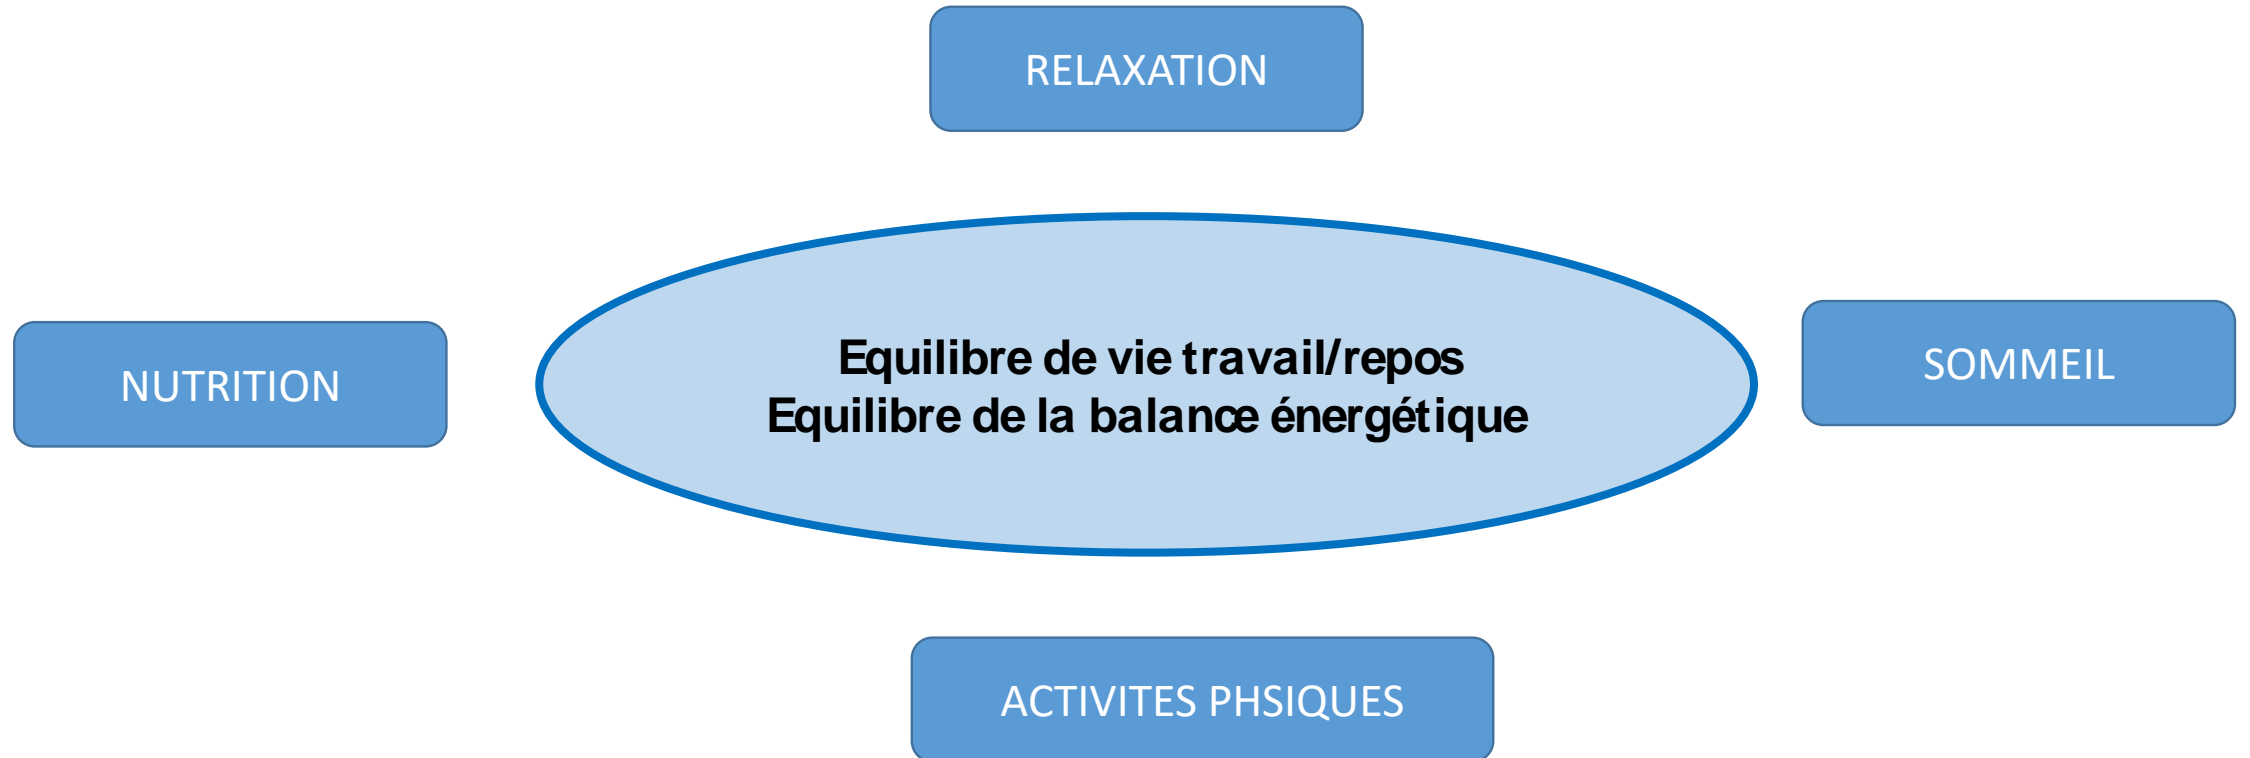 RELAXATION
Equilibre de vie travail/repos
Equilibre de la balance énergétique
NUTRITION
SOMMEIL
ACTIVITES PHSIQUES